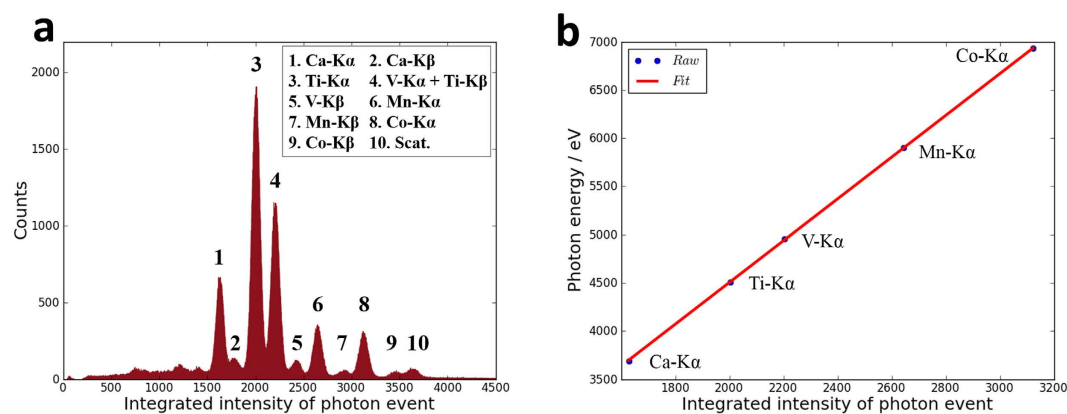 a
2000
1500
1000
500
0
Counts
1. Ca-Kα 2. Ca-Kβ
3. Ti-Kα 4. V-Kα + Ti-Kβ
5. V-Kβ 6. Mn-Kα
7. Mn-Kβ 8. Co-Kα
9. Co-Kβ 10. Scat.
3
4
1
2
5
6
7
8
9 10
0 500 1000 1500 2000 2500 3000 3500 4000 4500
Integrated intensity of photon event
b
7000
6500
6000
5500
5000
4500
4000
3500
Photon energy / eV
Raw
Fit
Co-Kα
Mn-Kα
V-Kα
Ti-Kα
Ca-Kα
1800 2000 2200 2400 2600 2800 3000 3200
Integrated intensity of photon event